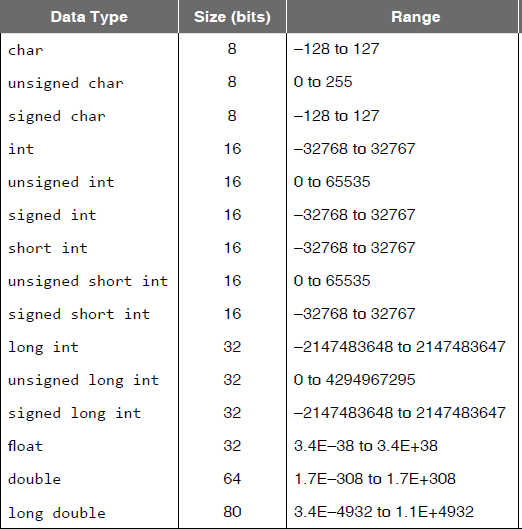 Data Type Size (bits) Range
char 8 –128 to 127
unsigned char 8 0 to 255
signed char 8 –128 to 127
int 16 –32768 to 32767
unsigned int 16 0 to 65535
signed int 16 –32768 to 32767
short int 16 –32768 to 32767
unsigned short int 16 0 to 65535
signed short int 16 –32768 to 32767
long int 32 –2147483648 to 2147483647
unsigned long int 32 0 to 4294967295
signed long int 32 –2147483648 to 2147483647
float 32 3.4E–38 to 3.4E+38
double 64 1.7E–308 to 1.7E+308
long double 80 3.4E–4932 to 1.1E+4932